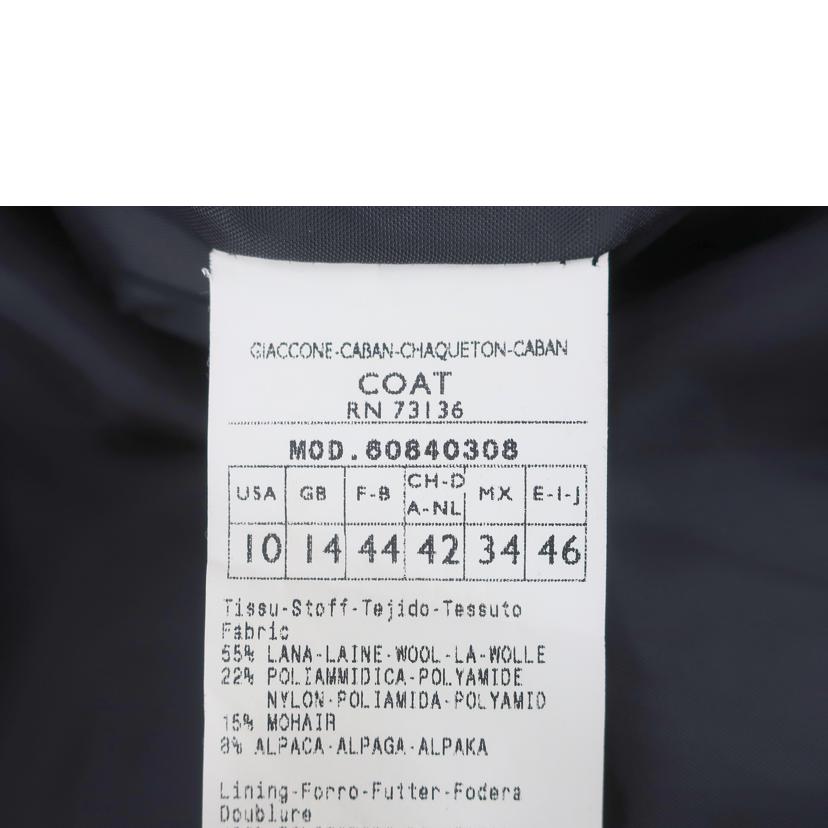 GIACCONE-CABAN-CHAQUETON-CABAN
COAT
RN 73136
MOD.60840308
USA GB F-B CH-D A-NL MX E-I-J
10 14 44 42 34 46
Tissu-Stoff-Tejido-Tessuto
Fabric
55% LANA-LAINE-WOOL-LA-WOLLE
22% POLIAMMIDICA-POLYAMIDE
NYLON-POLIAMIDA-POLYAMID
15% MOHAIR
8% ALPACA-ALPAGA-ALPAKA
Lining-Forro-Futter-Fodera
Doublure